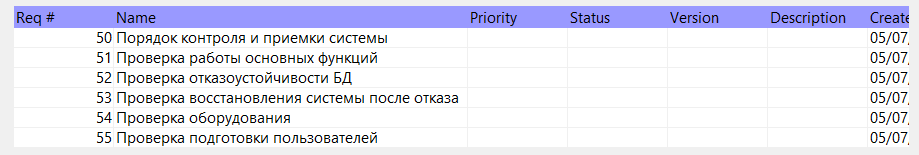 Req # Name Priority Status Version Description Create
50 Порядок контроля и приемки системы 05/07,
51 Проверка работы основных функций 05/07,
52 Проверка отказоустойчивости БД 05/07,
53 Проверка восстановления системы после отказа 05/07,
54 Проверка оборудования 05/07,
55 Проверка подготовки пользователей 05/07,